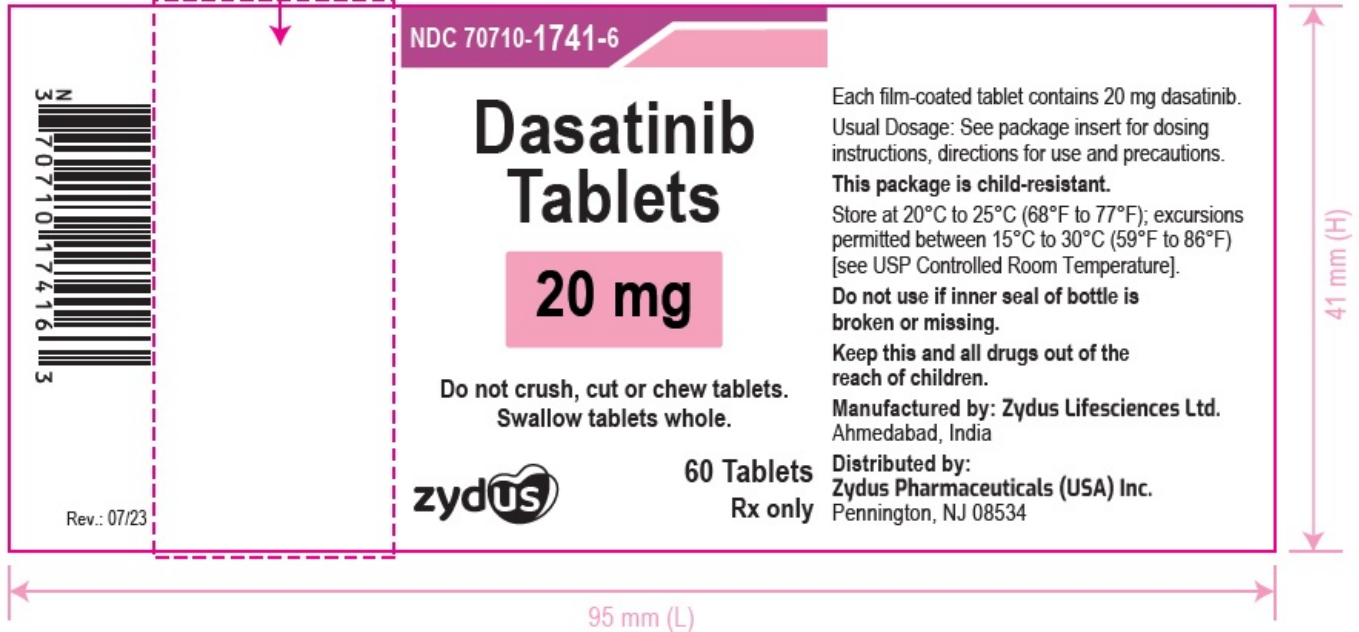 N
3 70710 17416 3
Rev.: 07/23
NDC 70710-1741-6
Dasatinib
Tablets
20 mg
Do not crush, cut or chew tablets.
Swallow tablets whole.
zydus
60 Tablets
Rx only
Each film-coated tablet contains 20 mg dasatinib.
Usual Dosage: See package insert for dosing
instructions, directions for use and precautions.
This package is child-resistant.
Store at 20°C to 25°C (68°F to 77°F); excursions
permitted between 15°C to 30°C (59°F to 86°F)
[see USP Controlled Room Temperature].
Do not use if inner seal of bottle is
broken or missing.
Keep this and all drugs out of the
reach of children.
Manufactured by: Zydus Lifesciences Ltd.
Ahmedabad, India
Distributed by:
Zydus Pharmaceuticals (USA) Inc.
Pennington, NJ 08534
41 mm (H)
95 mm (L)